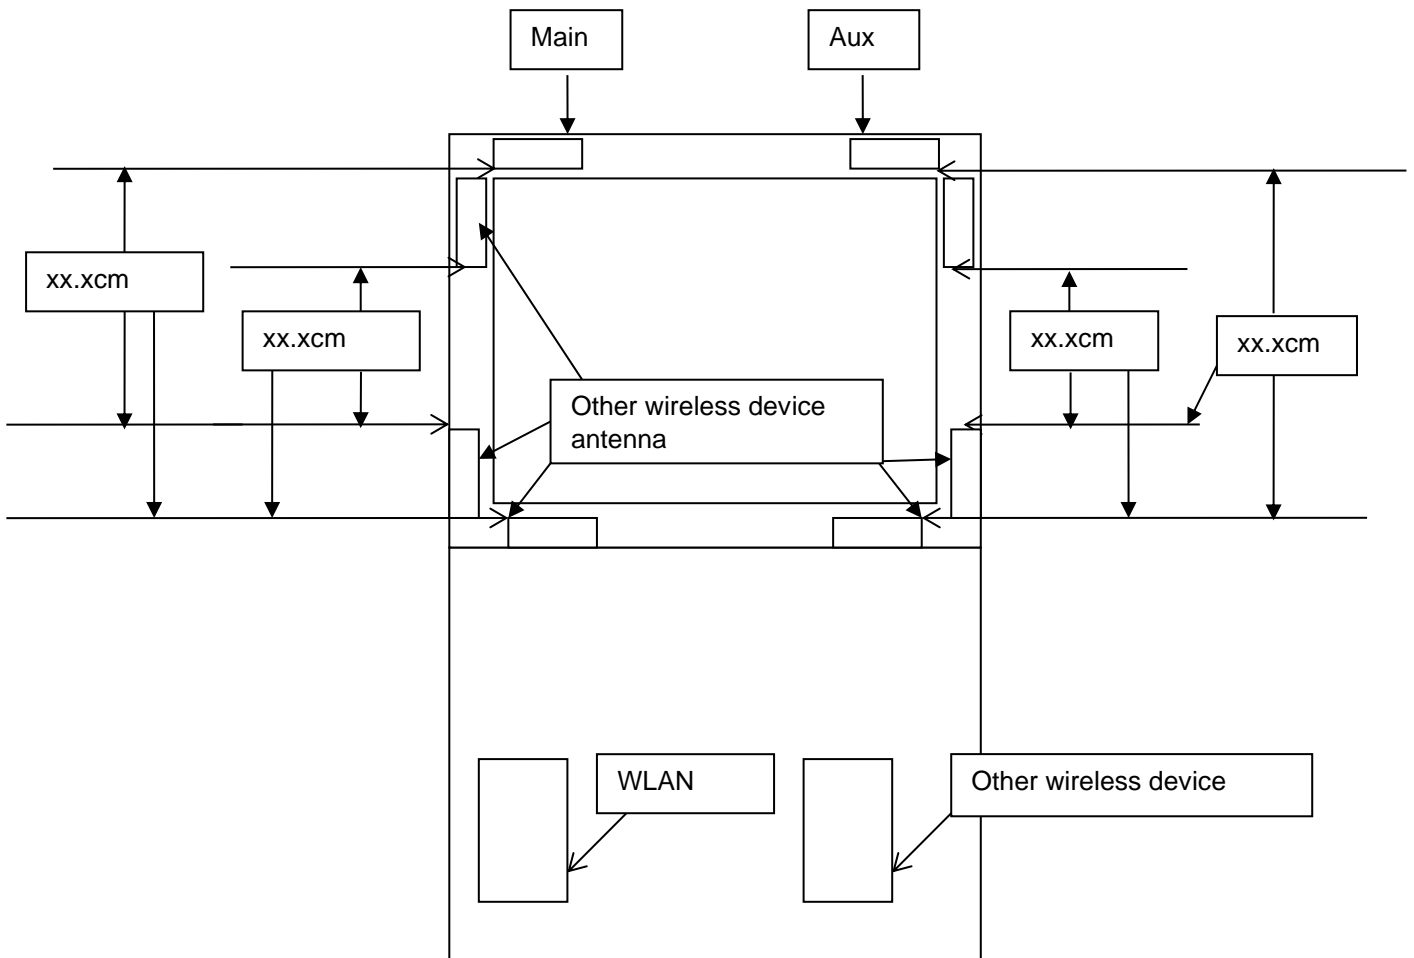 Main
Aux
xx.xcm
xx.xcm
xx.xcm
xx.xcm
Other wireless device
antenna
WLAN
Other wireless device